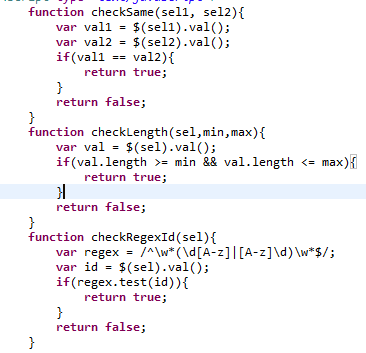 function checkSame(sel1, sel2){
var val1 = $(sel1).val();
var val2 = $(sel2).val();
if(val1 == val2){
return true;
}
return false;
}
function checkLength(sel,min,max){
var val = $(sel).val();
if(val.length >= min && val.length <= max){
return true;
}
return false;
}
function checkRegexId(sel){
var regex = /^\w*(\d[A-z]|[A-z]\d)\w*$/;
var id = $(sel).val();
if(regex.test(id)){
return true;
}
return false;
}